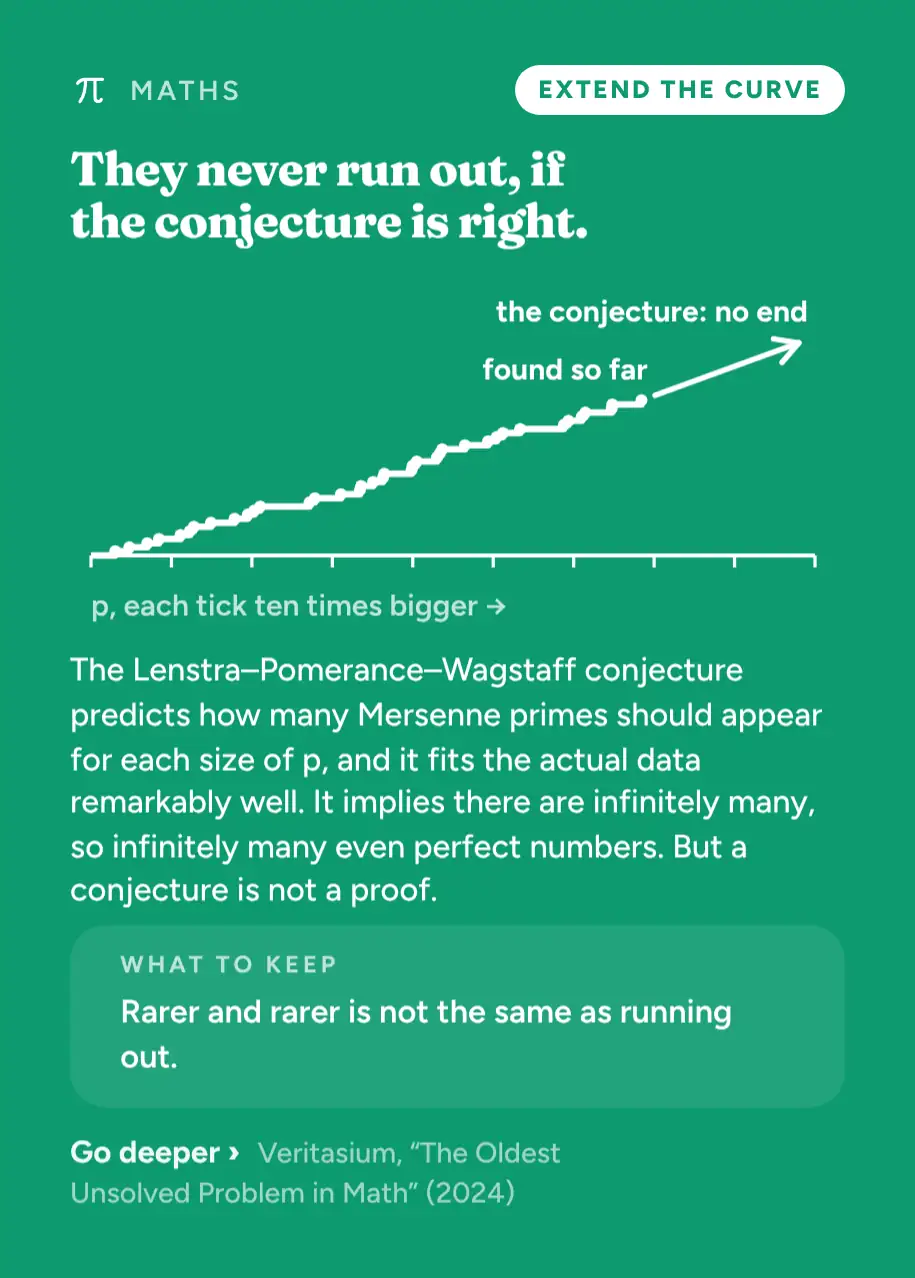 π MATHS
EXTEND THE CURVE
They never run out, if
the conjecture is right.
the conjecture: no end
found so far
p, each tick ten times bigger →
The Lenstra–Pomerance–Wagstaff conjecture
predicts how many Mersenne primes should appear
for each size of p, and it fits the actual data
remarkably well. It implies there are infinitely many,
so infinitely many even perfect numbers. But a
conjecture is not a proof.
WHAT TO KEEP
Rarer and rarer is not the same as running
out.
Go deeper › Veritasium, “The Oldest
Unsolved Problem in Math” (2024)